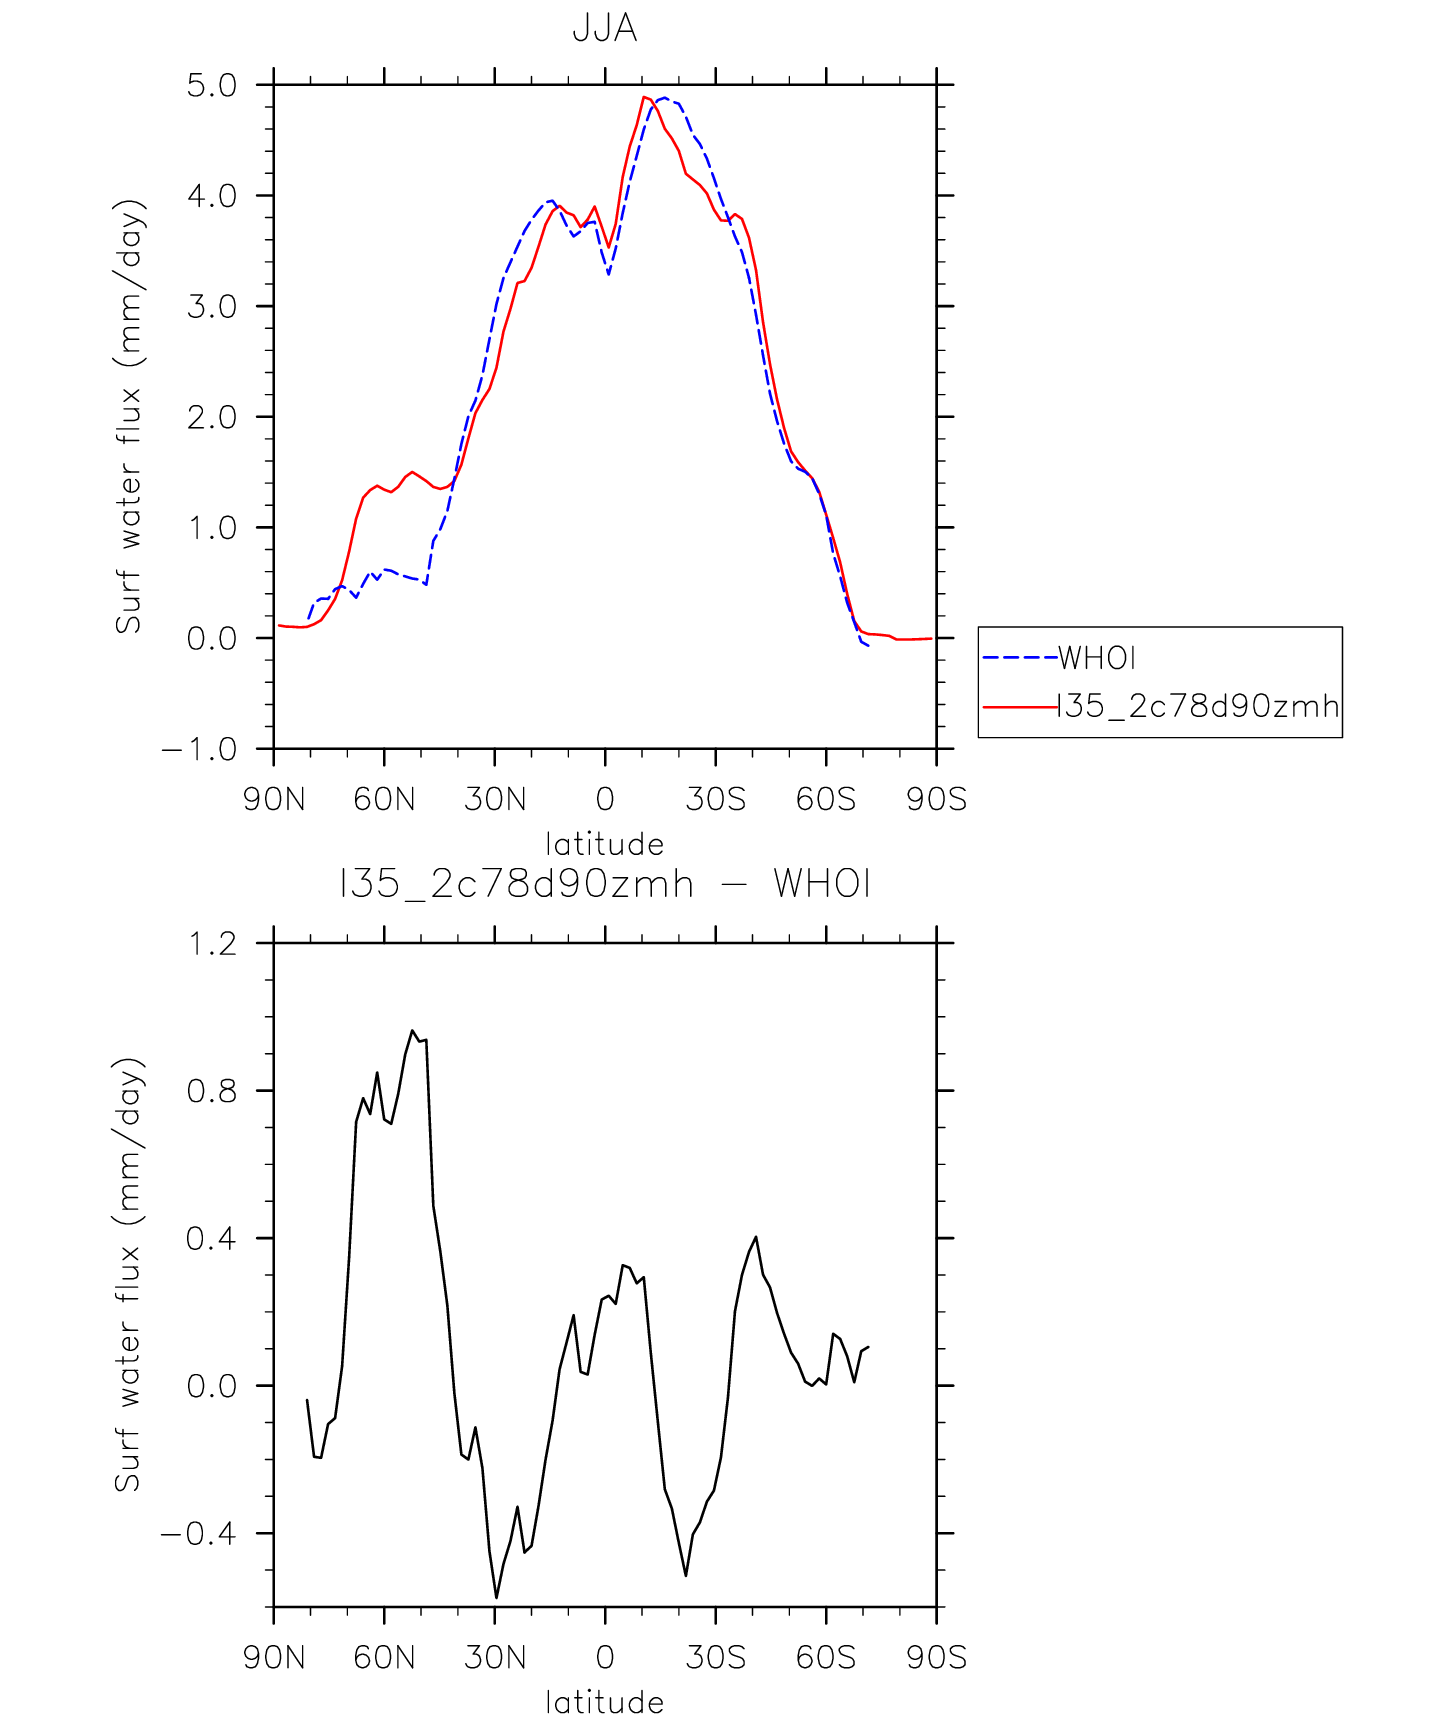 JJA
5.0
4.0
3.0
2.0
1.0
0.0
−1.0
Surf water flux (mm/day)
90N 60N 30N 0 30S 60S 90S
latitude
WHOI
I35_2c78d90zmh
I35_2c78d90zmh − WHOI
1.2
0.8
0.4
0.0
−0.4
Surf water flux (mm/day)
90N 60N 30N 0 30S 60S 90S
latitude